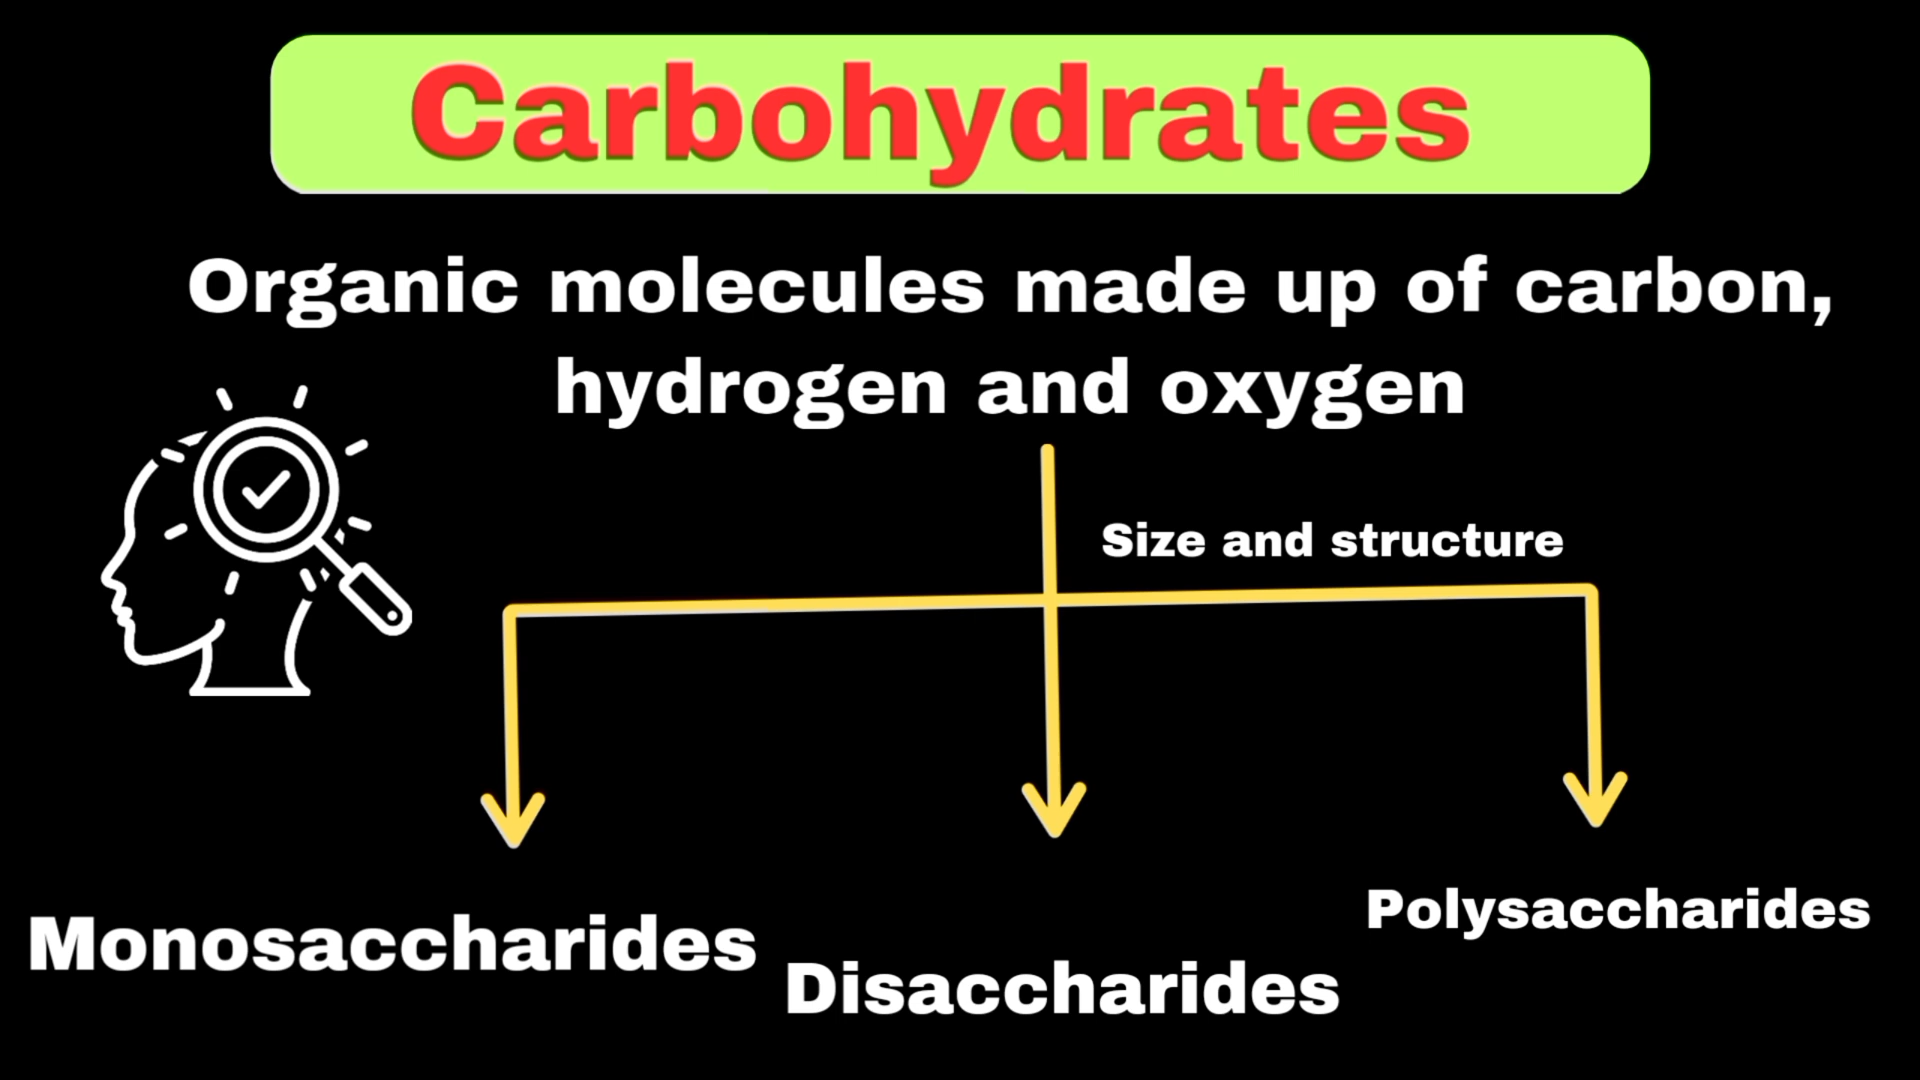 Carbohydrates
Organic molecules made up of carbon,
hydrogen and oxygen
Size and structure
Monosaccharides
Disaccharides
Polysaccharides